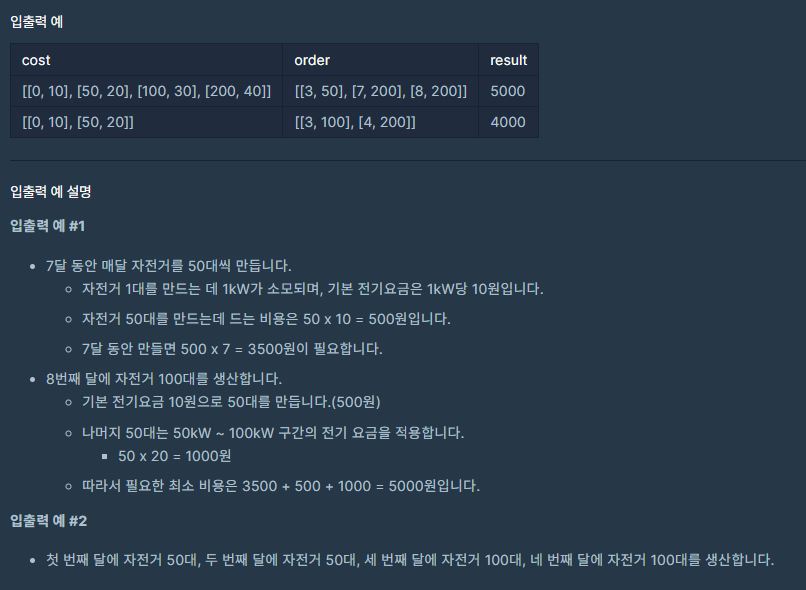 입출력 예
cost order result
[[0, 10], [50, 20], [100, 30], [200, 40]] [[3, 50], [7, 200], [8, 200]] 5000
[[0, 10], [50, 20]] [[3, 100], [4, 200]] 4000
입출력 예 설명
입출력 예 #1
• 7달 동안 매달 자전거를 50대씩 만듭니다.
◦ 자전거 1대를 만드는 데 1kW가 소모되며, 기본 전기요금은 1kW당 10원입니다.
◦ 자전거 50대를 만드는데 드는 비용은 50 x 10 = 500원입니다.
◦ 7달 동안 만들면 500 x 7 = 3500원이 필요합니다.
• 8번째 달에 자전거 100대를 생산합니다.
◦ 기본 전기요금 10원으로 50대를 만듭니다.(500원)
◦ 나머지 50대는 50kW ~ 100kW 구간의 전기 요금을 적용합니다.
▪ 50 x 20 = 1000원
◦ 따라서 필요한 최소 비용은 3500 + 500 + 1000 = 5000원입니다.
입출력 예 #2
• 첫 번째 달에 자전거 50대, 두 번째 달에 자전거 50대, 세 번째 달에 자전거 100대, 네 번째 달에 자전거 100대를 생산합니다.